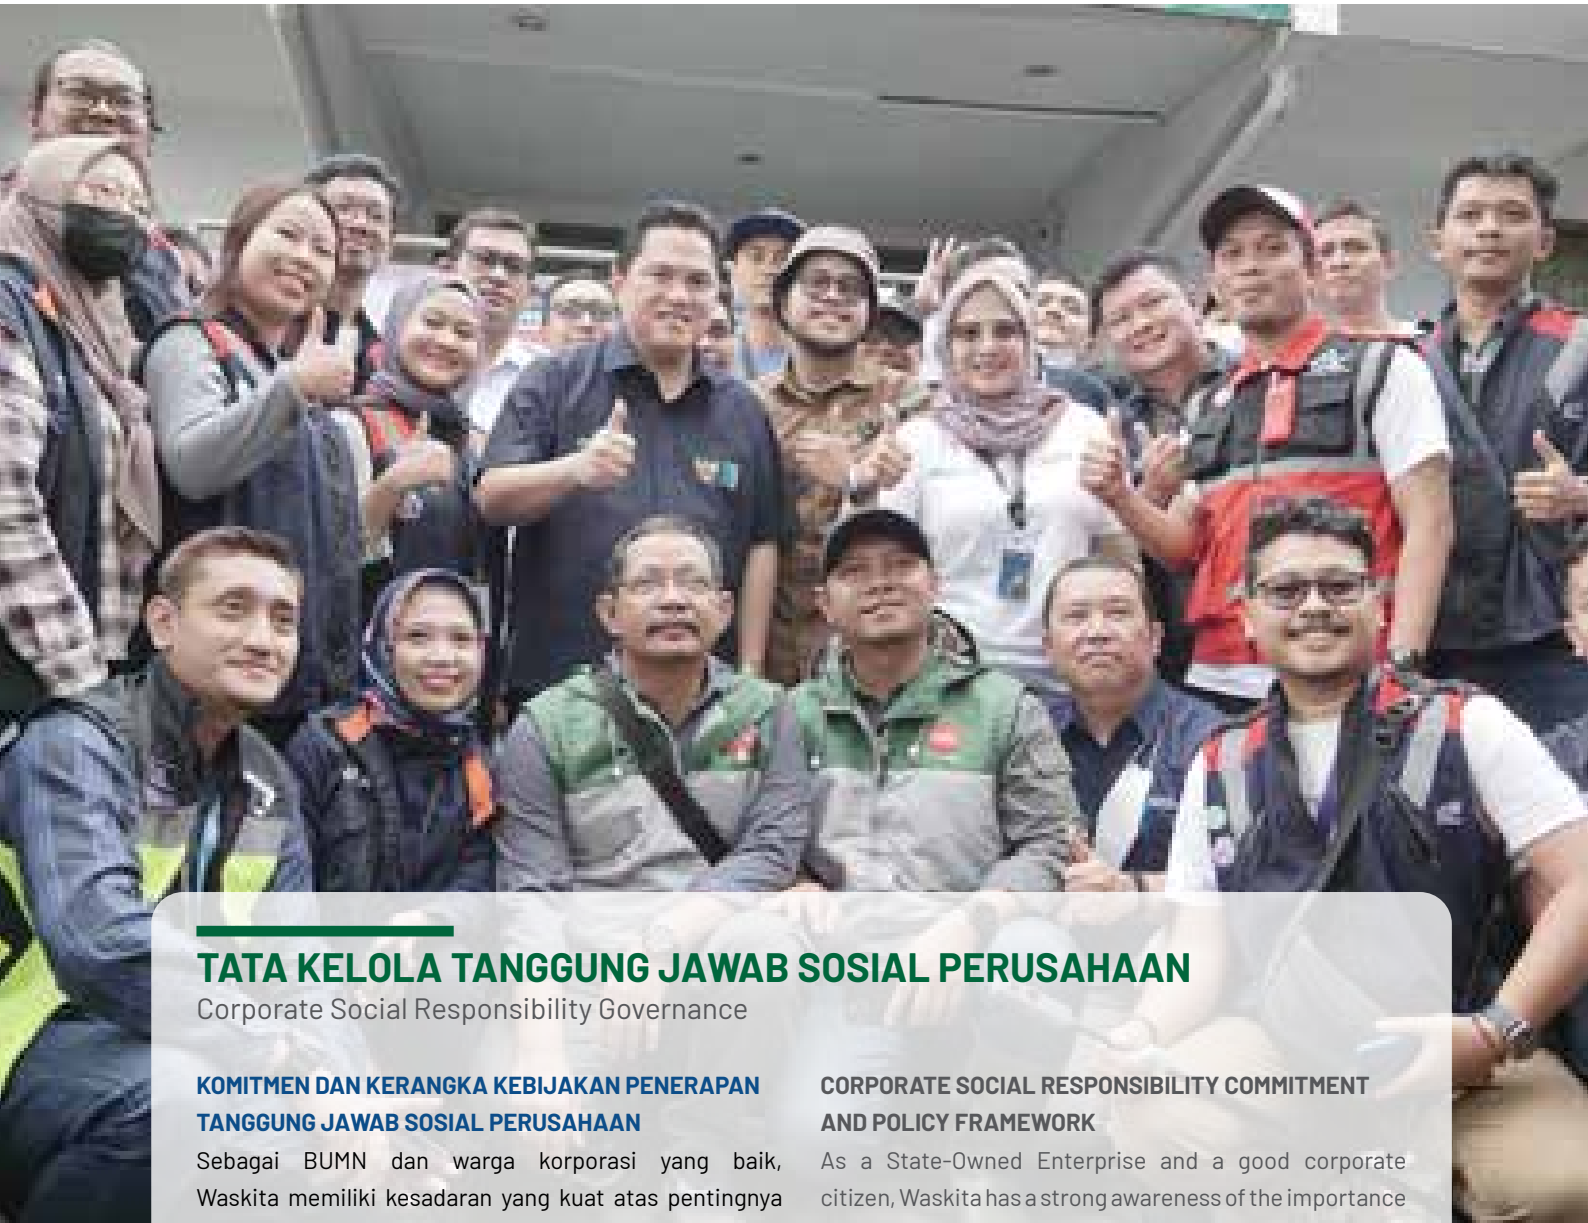 TATA KELOLA TANGGUNG JAWAB SOSIAL PERUSAHAAN
Corporate Social Responsibility Governance
KOMITMEN DAN KERANGKA KEBIJAKAN PENERAPAN
TANGGUNG JAWAB SOSIAL PERUSAHAAN
Sebagai BUMN dan warga korporasi yang baik,
Waskita memiliki kesadaran yang kuat atas pentingnya
CORPORATE SOCIAL RESPONSIBILITY COMMITMENT
AND POLICY FRAMEWORK
As a State-Owned Enterprise and a good corporate
citizen, Waskita has a strong awareness of the importance